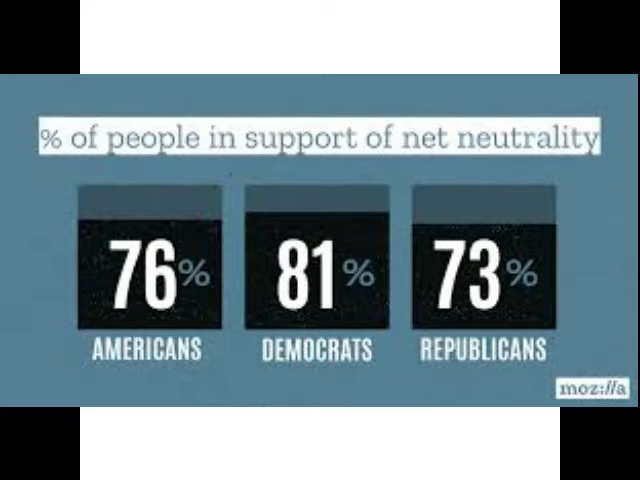 % of people in support of net neutrality
76% 81% 73%
AMERICANS DEMOCRATS REPUBLICANS
moz://a